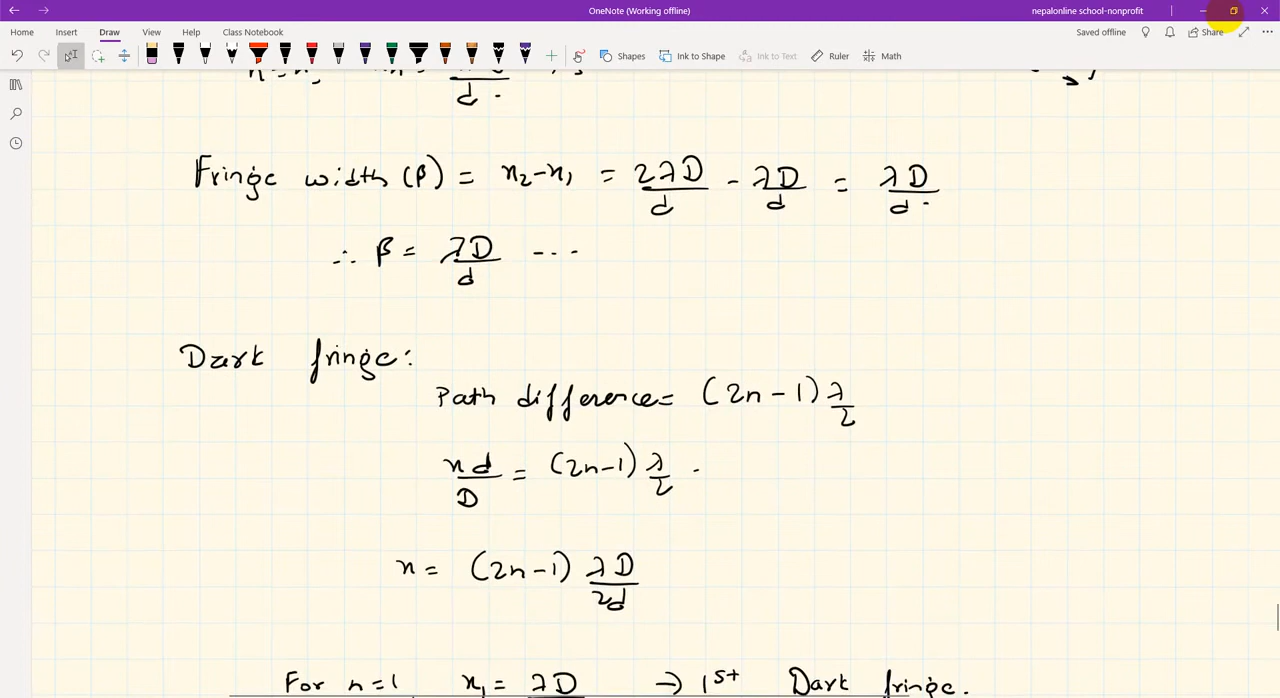 OneNote (Working offline)
nepalonline school-nonprofit
Home Insert Draw View Help Class Notebook
Saved offline
Share
Shapes
Ink to Shape
Ink to Text
Ruler
Math
d.
Fringe width (β) = x₂-x₁ = 2λD/d - λD/d = λD/d.
∴ β = λD/d ---
Dark fringe:
Path difference = (2n-1) λ/2
xd/D = (2n-1) λ/2 -
x = (2n-1) λD/2d
For n=1 x₁ = λD → 1st Dark fringe.